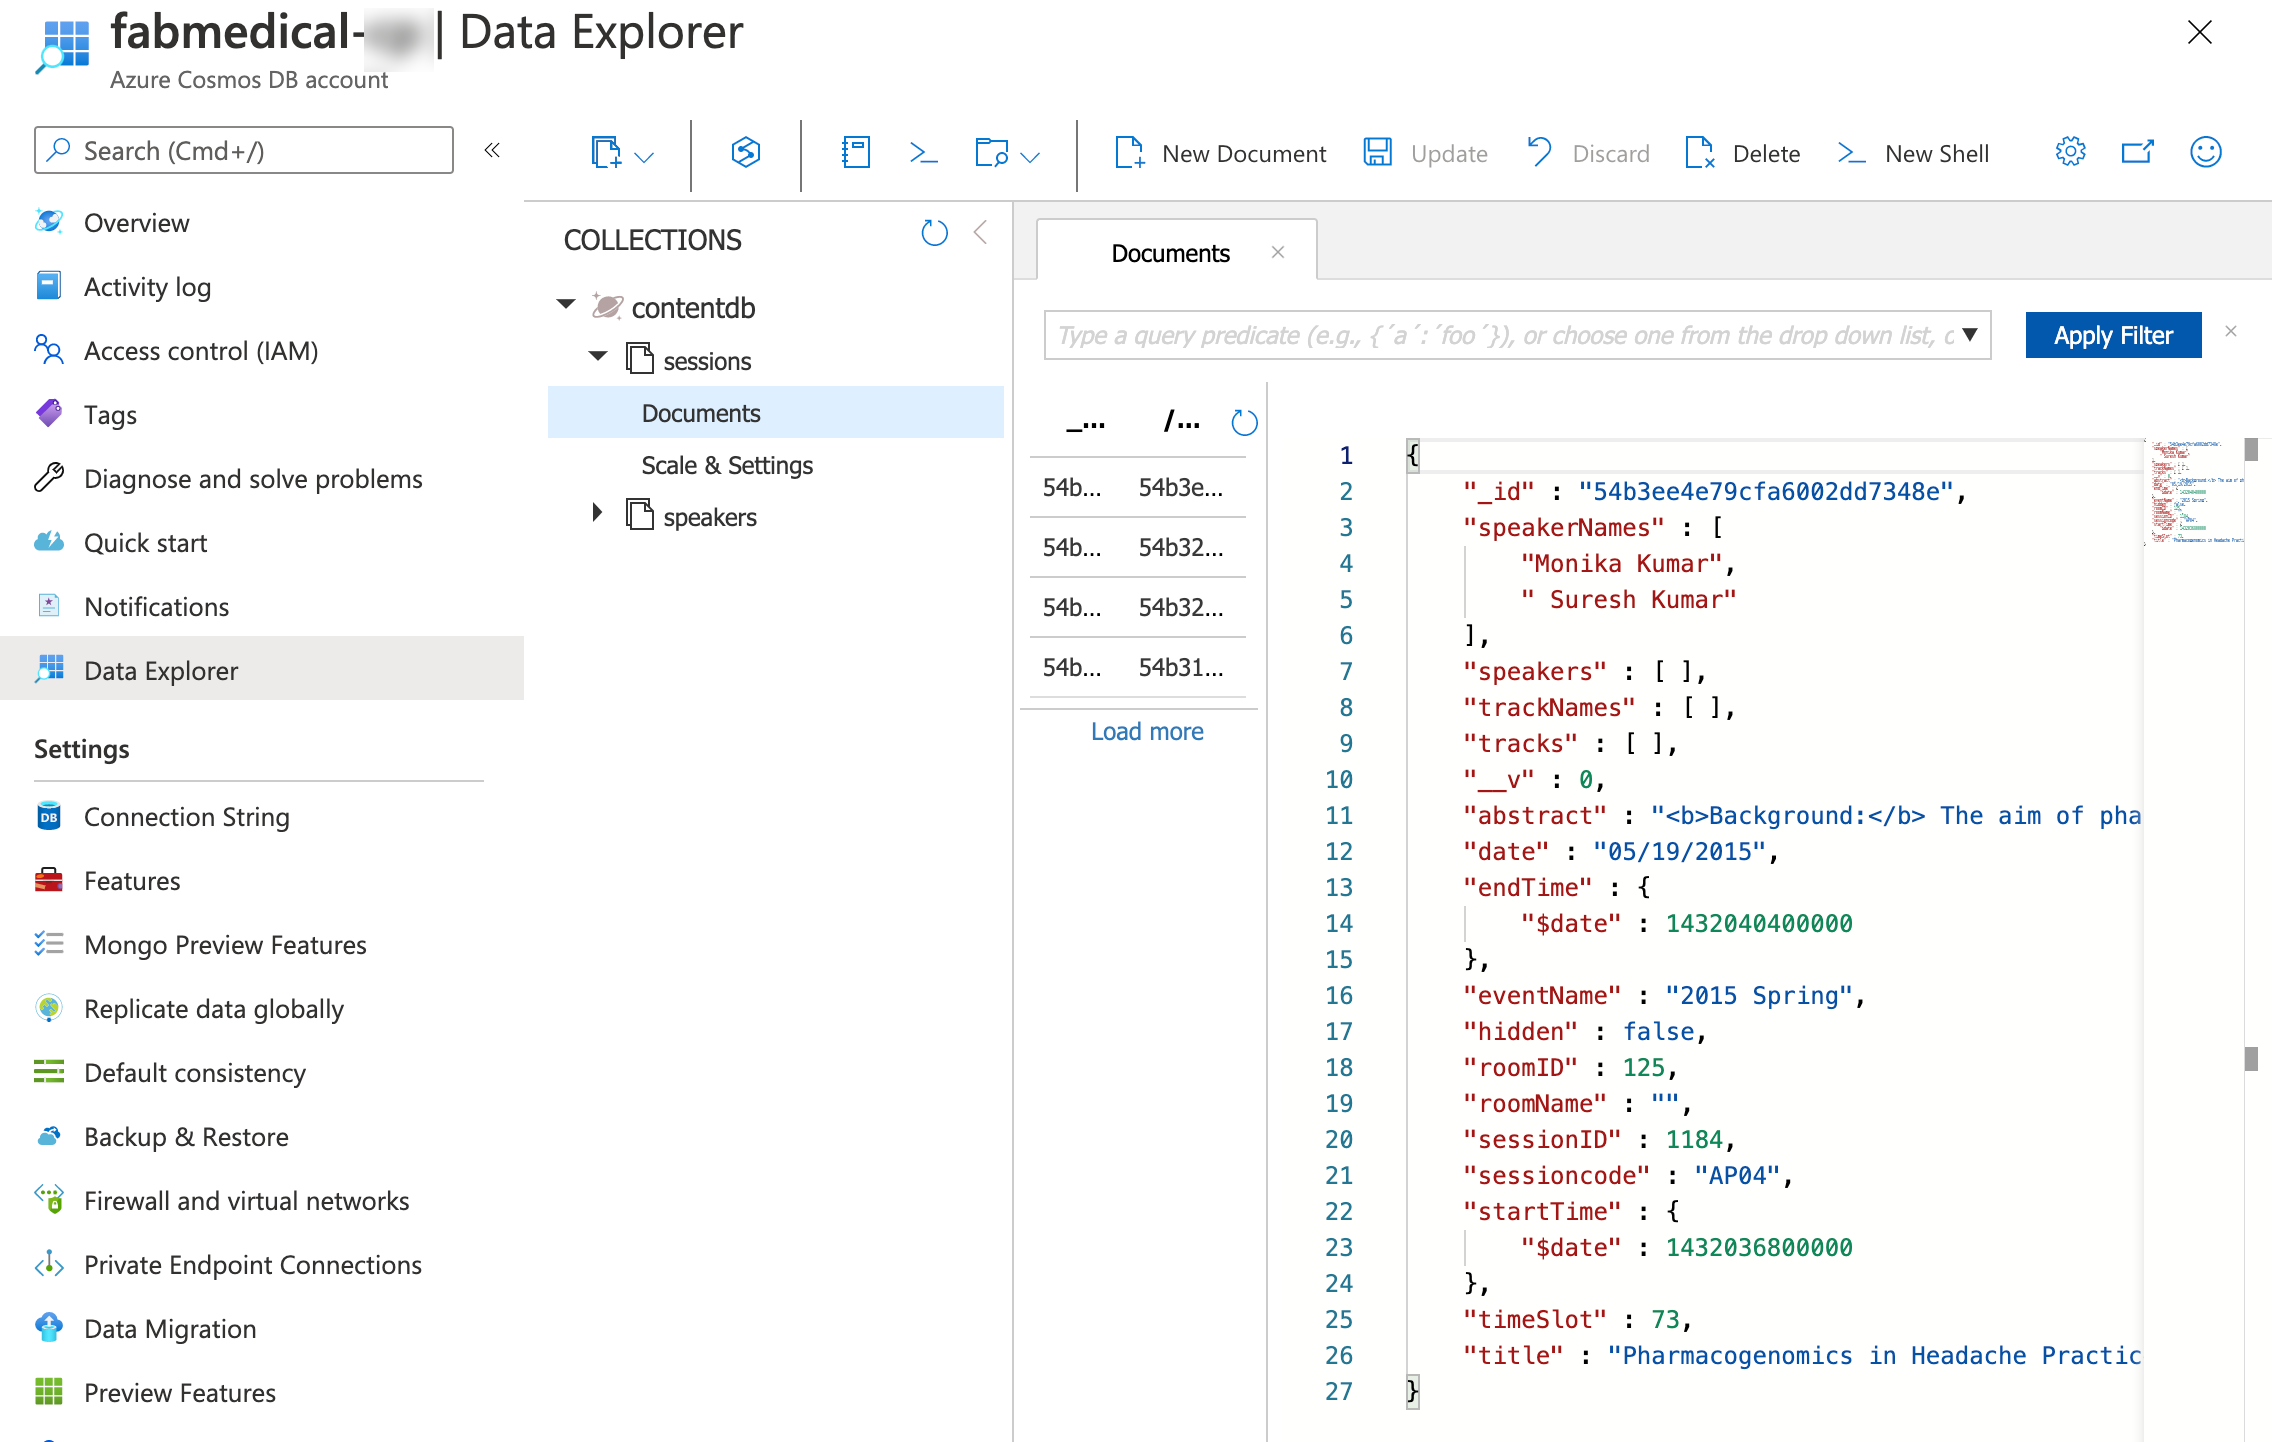 fabmedical- | Data Explorer
Azure Cosmos DB account
Search (Cmd+/)
«
Overview
Activity log
Access control (IAM)
Tags
Diagnose and solve problems
Quick start
Notifications
Data Explorer
Settings
Connection String
Features
Mongo Preview Features
Replicate data globally
Default consistency
Backup & Restore
Firewall and virtual networks
Private Endpoint Connections
Data Migration
Preview Features
New Document
Update
Discard
Delete
New Shell
COLLECTIONS
contentdb
sessions
Documents
Scale & Settings
speakers
Documents
Type a query predicate (e.g., {´a´:´foo´}), or choose one from the drop down list, c
Apply Filter
_... /...
54b... 54b3e...
54b... 54b32...
54b... 54b32...
54b... 54b31...
Load more
1 {
2 "_id" : "54b3ee4e79cfa6002dd7348e",
3 "speakerNames" : [
4 "Monika Kumar",
5 " Suresh Kumar"
6 ],
7 "speakers" : [ ],
8 "trackNames" : [ ],
9 "tracks" : [ ],
10 "__v" : 0,
11 "abstract" : "<b>Background:</b> The aim of pha
12 "date" : "05/19/2015",
13 "endTime" : {
14 "$date" : 1432040400000
15 },
16 "eventName" : "2015 Spring",
17 "hidden" : false,
18 "roomID" : 125,
19 "roomName" : "",
20 "sessionID" : 1184,
21 "sessioncode" : "AP04",
22 "startTime" : {
23 "$date" : 1432036800000
24 },
25 "timeSlot" : 73,
26 "title" : "Pharmacogenomics in Headache Practic
27 }